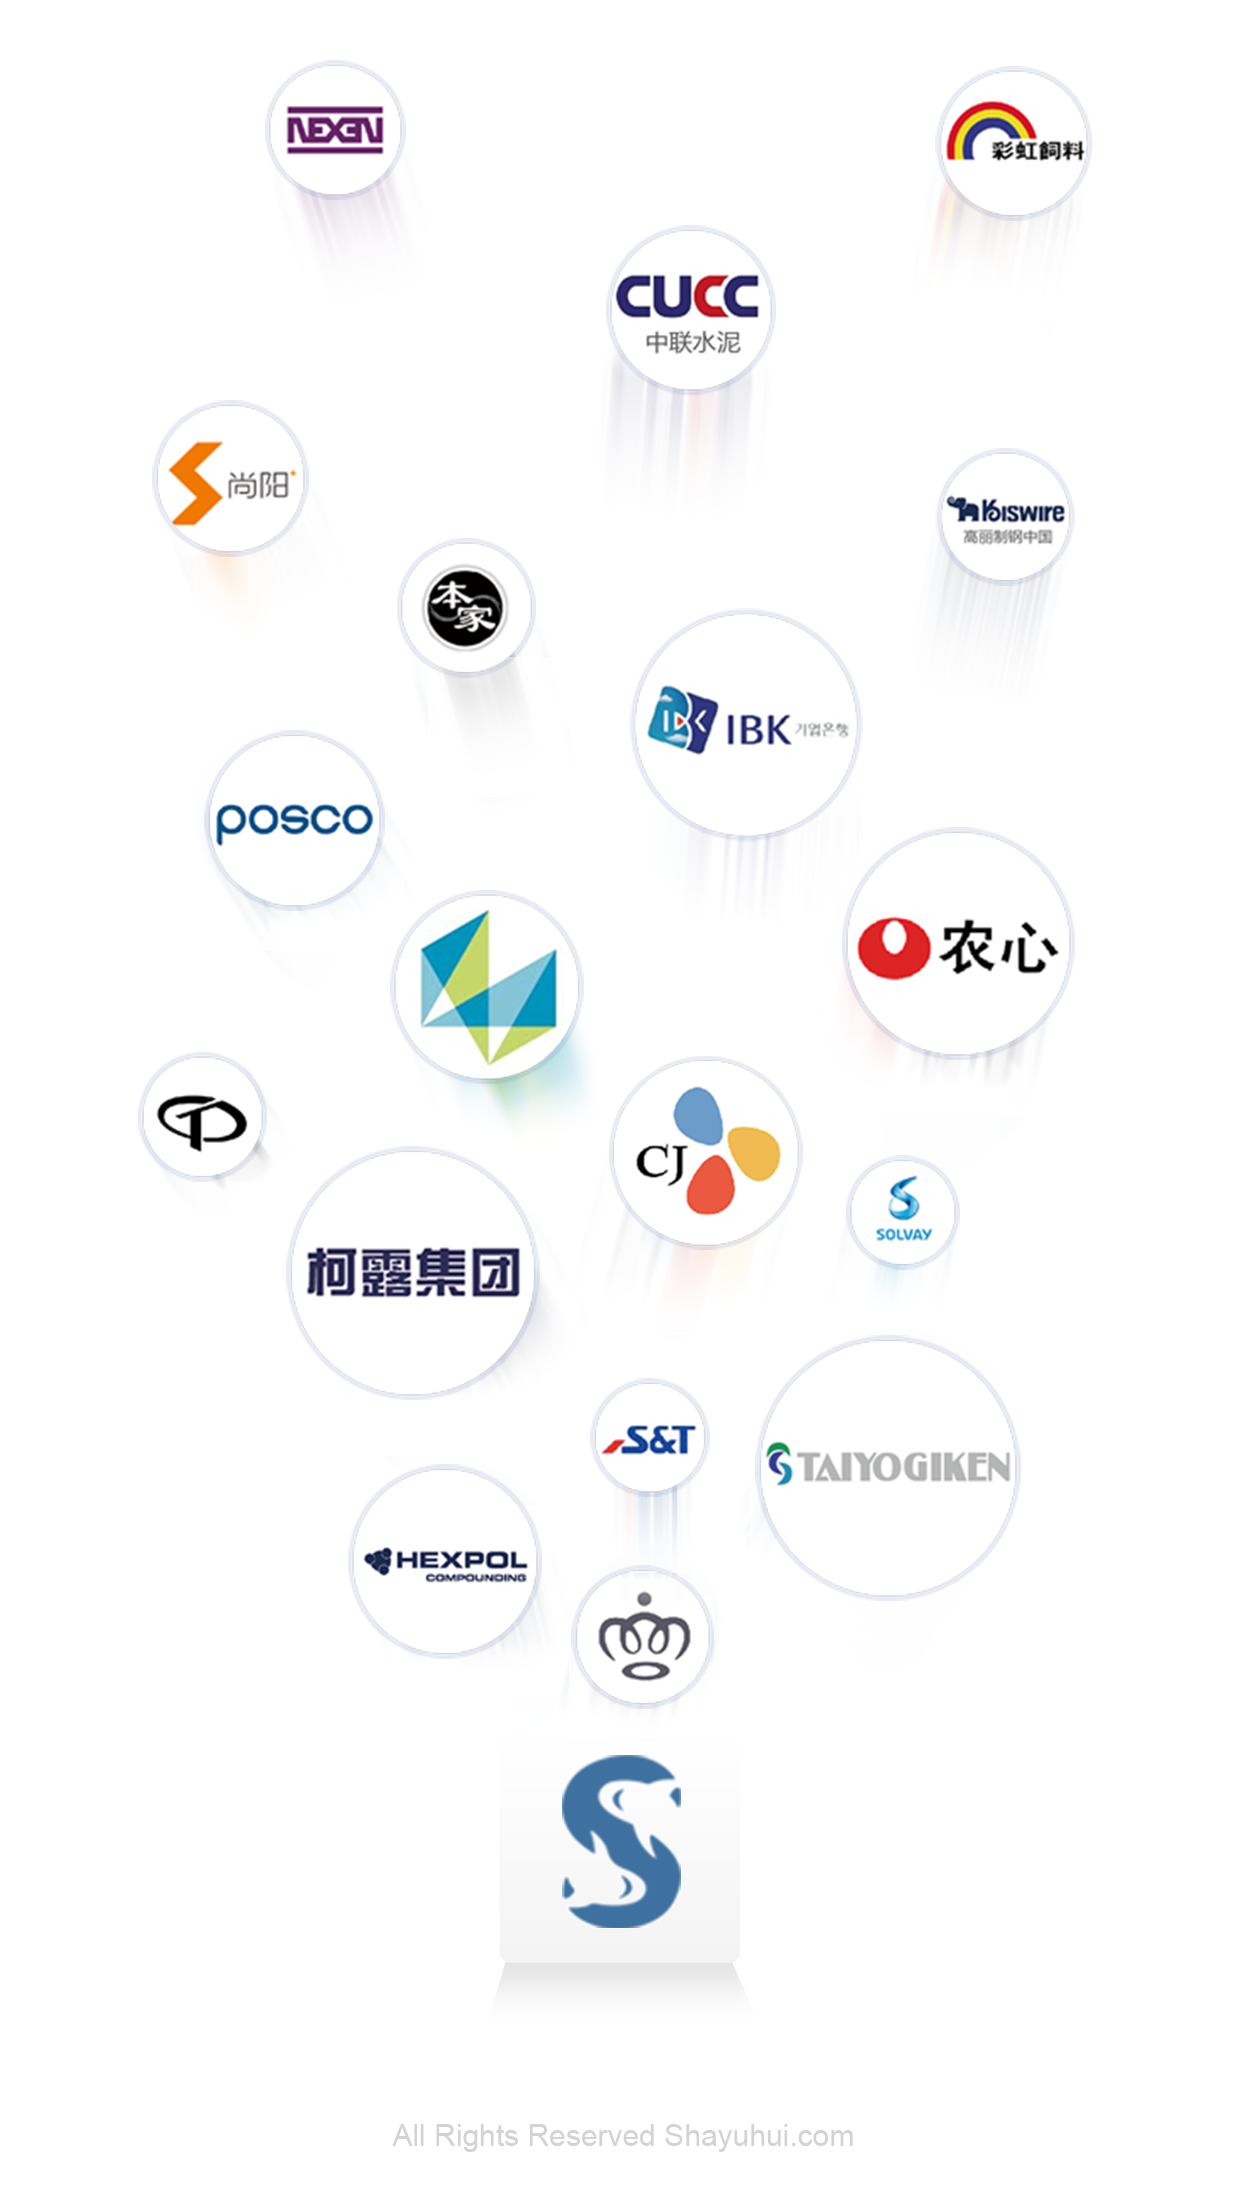 NEXEN
彩虹飼料
CUCC
中联水泥
尚阳
Kiswire
高丽制钢中国
本家
IBK 기업은행
posco
农心
CJ
SOLVAY
柯露集团
S&T
TAIYOGIKEN
HEXPOL
COMPOUNDING
All Rights Reserved Shayuhui.com